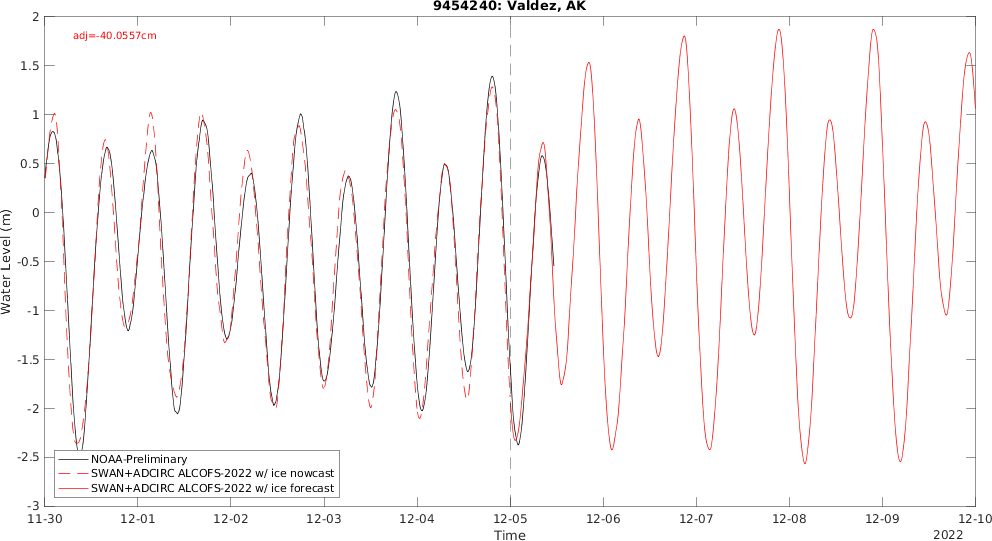 9454240: Valdez, AK
adj=-40.0557cm
Water Level (m)
2
1.5
1
0.5
0
-0.5
-1
-1.5
-2
-2.5
-3
NOAA-Preliminary
SWAN+ADCIRC ALCOFS-2022 w/ ice nowcast
SWAN+ADCIRC ALCOFS-2022 w/ ice forecast
11-30 12-01 12-02 12-03 12-04 12-05 12-06 12-07 12-08 12-09 12-10
Time
2022